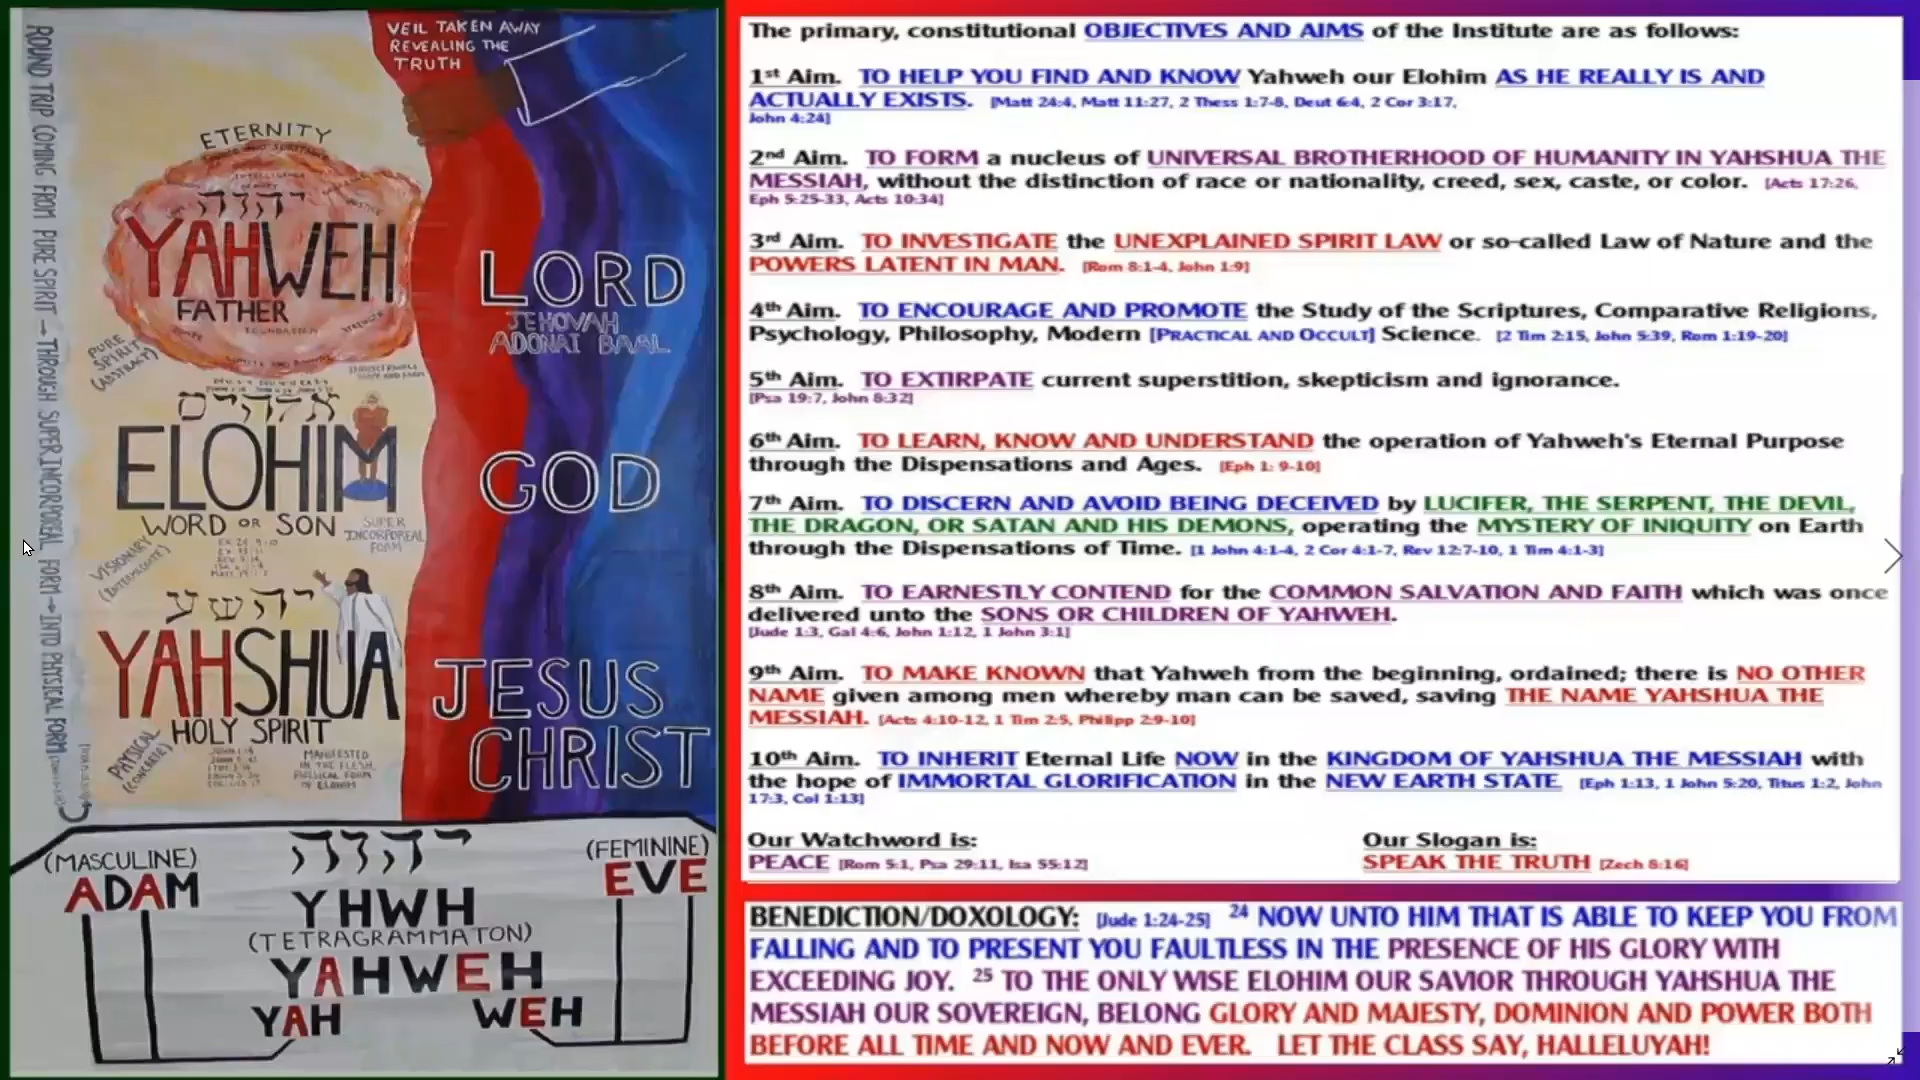 VEIL TAKEN AWAY
REVEALING THE
TRUTH
ROUND TRIP COMING FROM PURE SPIRIT → THROUGH SUPERINCORPOREAL FORM → INTO PHYSICAL FORM
ETERNITY
יהוה
YAHWEH
FATHER
FOUNDATION
PURE
SPIRIT
(ABSTRACT)
LORD
JEHOVAH
ADONAI BAAL
אלהים
ELOHIM
WORD OR SON
SUPER
INCORPOREAL
FORM
VISIONARY
GOD
יהשע
YAHSHUA
HOLY SPIRIT
PHYSICAL
(CONCRETE)
MANIFESTED
IN THE FLESH,
PHYSICAL FORM
OF ELOHIM
JESUS
CHRIST
(MASCULINE)
ADAM
יהוה
YHWH
(TETRAGRAMMATON)
YAHWEH
YAH WEH
(FEMININE)
EVE
The primary, constitutional OBJECTIVES AND AIMS of the Institute are as follows:
1st Aim. TO HELP YOU FIND AND KNOW Yahweh our Elohim AS HE REALLY IS AND
ACTUALLY EXISTS. [Matt 24:4, Matt 11:27, 2 Thess 1:7-8, Deut 6:4, 2 Cor 3:17,
John 4:24]
2nd Aim. TO FORM a nucleus of UNIVERSAL BROTHERHOOD OF HUMANITY IN YAHSHUA THE
MESSIAH, without the distinction of race or nationality, creed, sex, caste, or color. [Acts 17:26,
Eph 5:25-33, Acts 10:34]
3rd Aim. TO INVESTIGATE the UNEXPLAINED SPIRIT LAW or so-called Law of Nature and the
POWERS LATENT IN MAN. [Rom 8:1-4, John 1:9]
4th Aim. TO ENCOURAGE AND PROMOTE the Study of the Scriptures, Comparative Religions,
Psychology, Philosophy, Modern [PRACTICAL AND OCCULT] Science. [2 Tim 2:15, John 5:39, Rom 1:19-20]
5th Aim. TO EXTIRPATE current superstition, skepticism and ignorance.
[Psa 19:7, John 8:32]
6th Aim. TO LEARN, KNOW AND UNDERSTAND the operation of Yahweh's Eternal Purpose
through the Dispensations and Ages. [Eph 1: 9-10]
7th Aim. TO DISCERN AND AVOID BEING DECEIVED by LUCIFER, THE SERPENT, THE DEVIL,
THE DRAGON, OR SATAN AND HIS DEMONS, operating the MYSTERY OF INIQUITY on Earth
through the Dispensations of Time. [1 John 4:1-4, 2 Cor 4:1-7, Rev 12:7-10, 1 Tim 4:1-3]
8th Aim. TO EARNESTLY CONTEND for the COMMON SALVATION AND FAITH which was once
delivered unto the SONS OR CHILDREN OF YAHWEH.
[Jude 1:3, Gal 4:6, John 1:12, 1 John 3:1]
9th Aim. TO MAKE KNOWN that Yahweh from the beginning, ordained; there is NO OTHER
NAME given among men whereby man can be saved, saving THE NAME YAHSHUA THE
MESSIAH. [Acts 4:10-12, 1 Tim 2:5, Philipp 2:9-10]
10th Aim. TO INHERIT Eternal Life NOW in the KINGDOM OF YAHSHUA THE MESSIAH with
the hope of IMMORTAL GLORIFICATION in the NEW EARTH STATE [Eph 1:13, 1 John 5:20, Titus 1:2, John
17:3, Col 1:13]
Our Watchword is:
PEACE [Rom 5:1, Psa 29:11, Isa 55:12]
Our Slogan is:
SPEAK THE TRUTH [Zech 8:16]
BENEDICTION/DOXOLOGY: [Jude 1:24-25] 24 NOW UNTO HIM THAT IS ABLE TO KEEP YOU FROM
FALLING AND TO PRESENT YOU FAULTLESS IN THE PRESENCE OF HIS GLORY WITH
EXCEEDING JOY. 25 TO THE ONLY WISE ELOHIM OUR SAVIOR THROUGH YAHSHUA THE
MESSIAH OUR SOVEREIGN, BELONG GLORY AND MAJESTY, DOMINION AND POWER BOTH
BEFORE ALL TIME AND NOW AND EVER. LET THE CLASS SAY, HALLELUYAH!